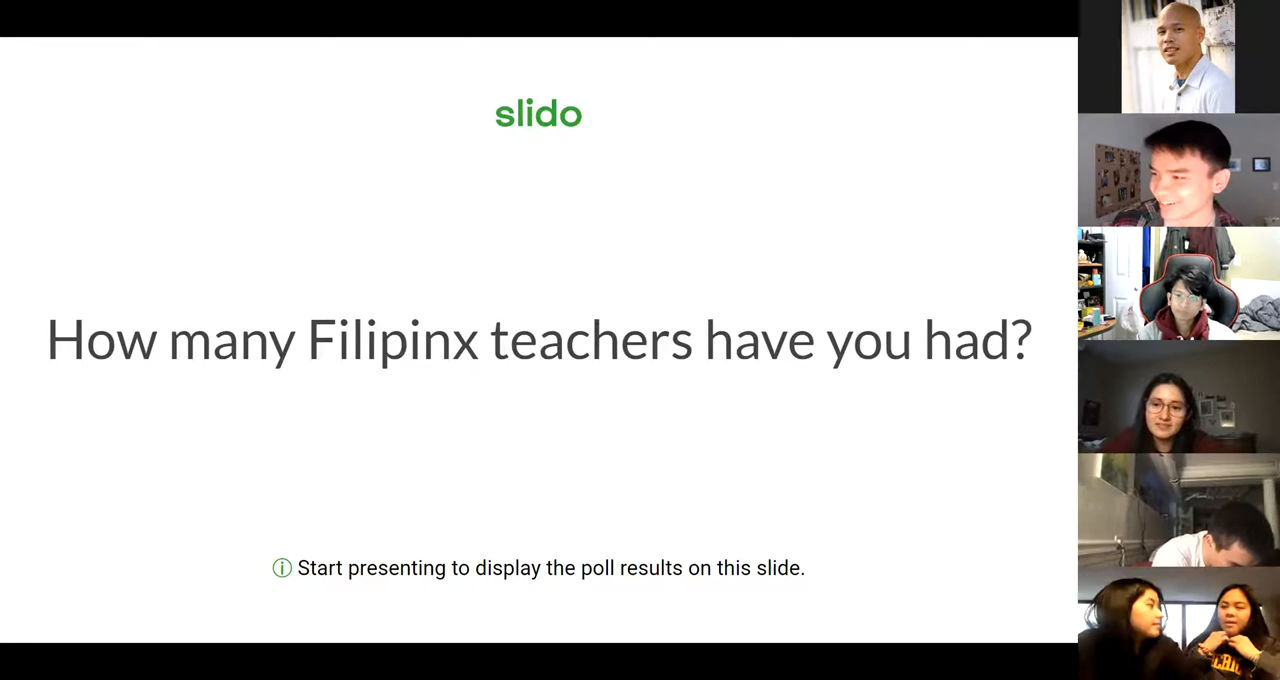 slido
How many Filipinx teachers have you had?
Start presenting to display the poll results on this slide.